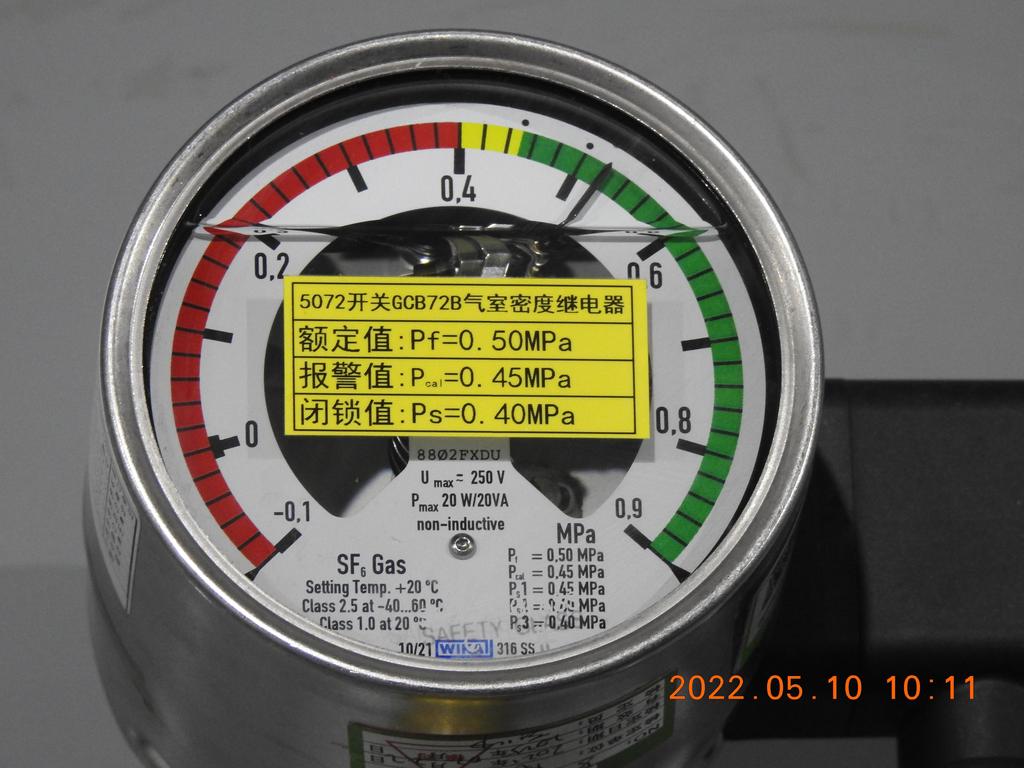 0,4
0,2
0,6
5072开关GCB72B气室密度继电器
额定值:Pf=0.50MPa
报警值:Pcal=0.45MPa
闭锁值:Ps=0.40MPa
0
0,8
8802FXDU
U max ≈ 250 V
Pmax 20 W/20VA
non-inductive
-0,1
0,9
MPa
SF6 Gas
Setting Temp. +20 °C
Class 2.5 at -40...60 °C
Class 1.0 at 20 °C
= 0,50 MPa
Pcal = 0,45 MPa
Ps1 = 0,45 MPa
Ps3 = 0,40 MPa
SAFETY
10/21 WIKA 316 SS
2022.05.10 10:11